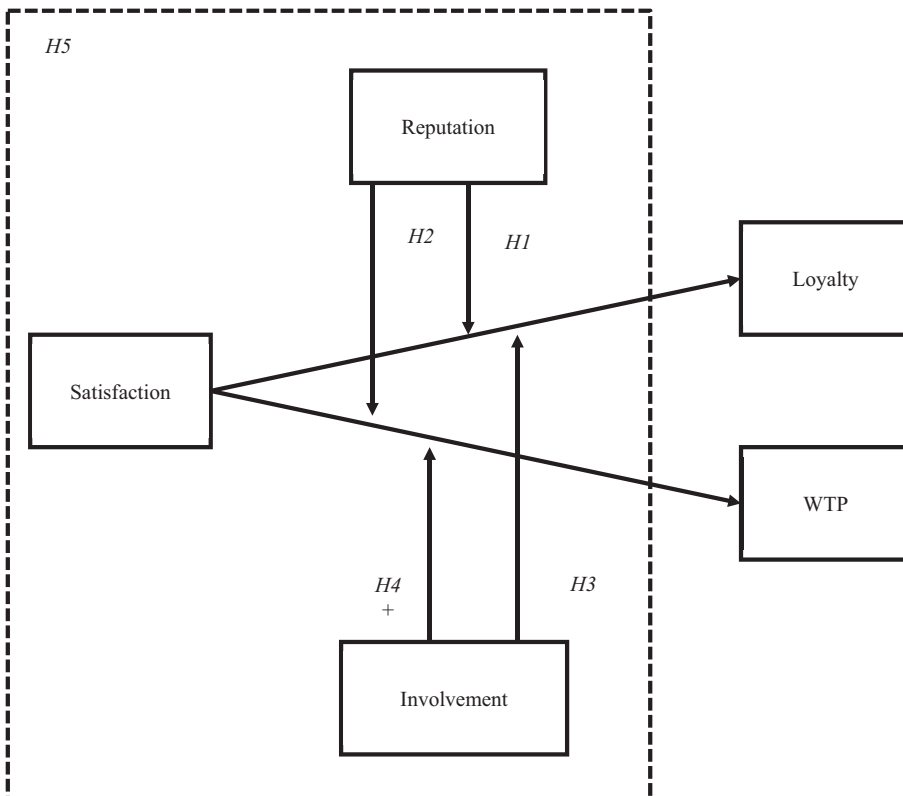 H5
Reputation
H2
H1
Loyalty
Satisfaction
WTP
H4
+
H3
Involvement